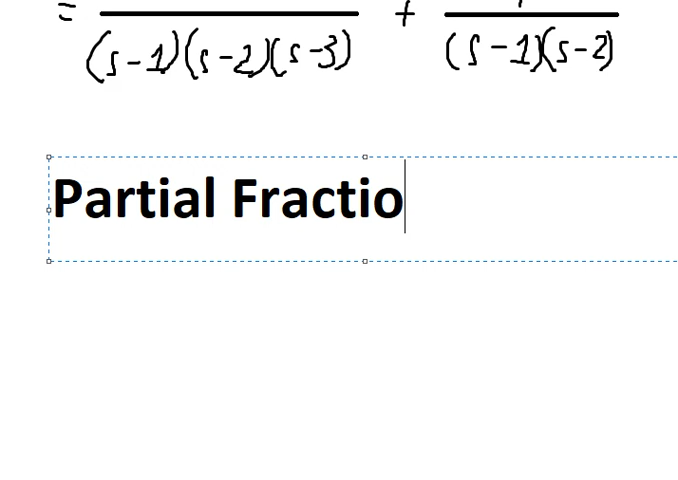 = +
(s-1)(s-2)(s-3) (s-1)(s-2)
Partial Fractio